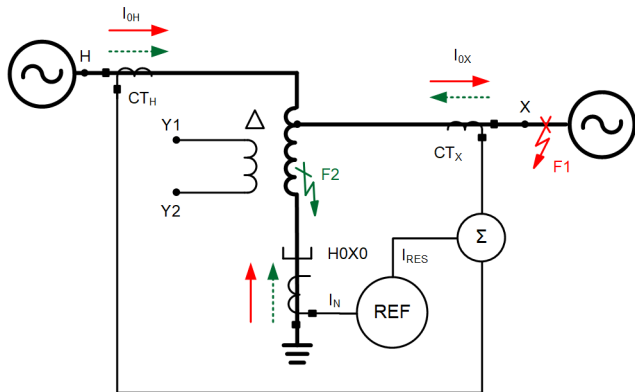 I0H
H
CTH
I0X
X
CTX
F1
Y1
Δ
Y2
F2
H0X0
IRES
Σ
IN
REF